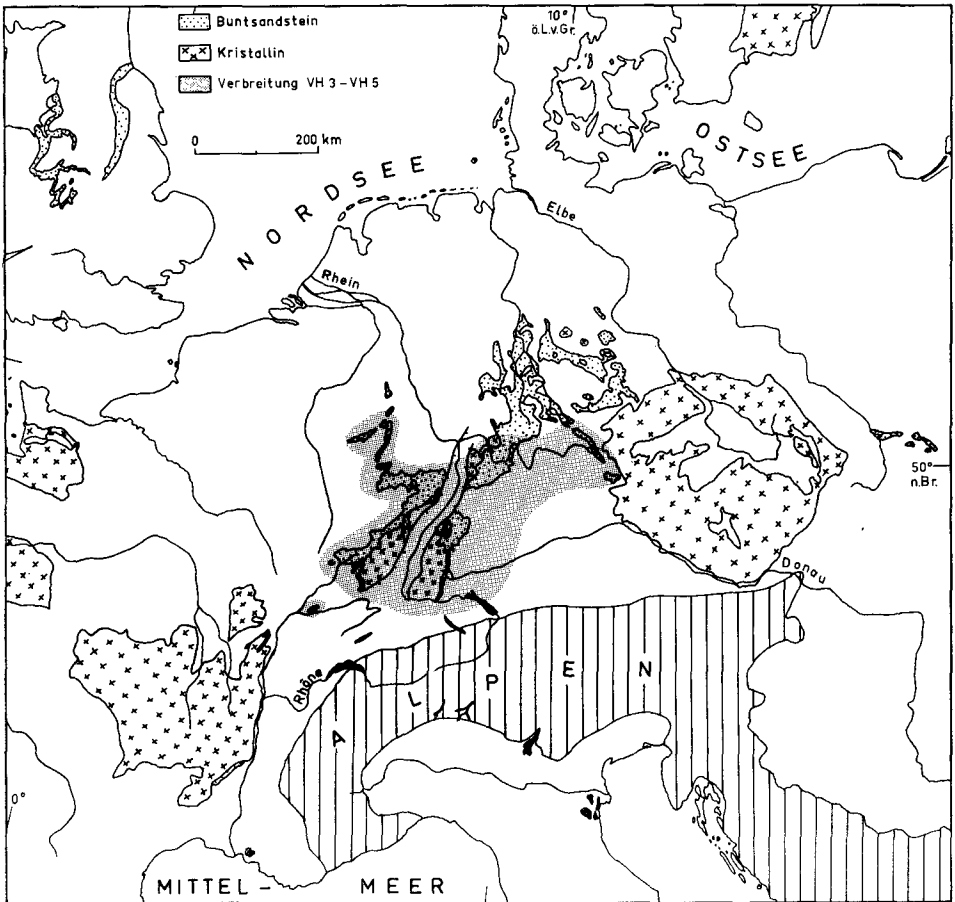 Buntsandstein
Kristallin
Verbreitung VH 3 – VH 5
0 200 km
10°
ö.L.v.Gr.
NORDSEE
OSTSEE
Elbe
Rhein
50°
n.Br.
Donau
Rhône
ALPEN
0°
MITTEL – MEER